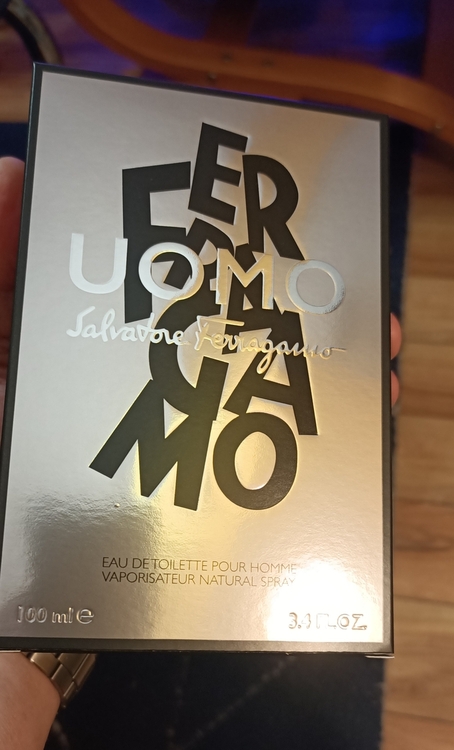 FERRAGAMO
UOMO
Salvatore Ferragamo
EAU DE TOILETTE POUR HOMME
VAPORISATEUR NATURAL SPRAY
100 ml ℮
3.4 FL.OZ.